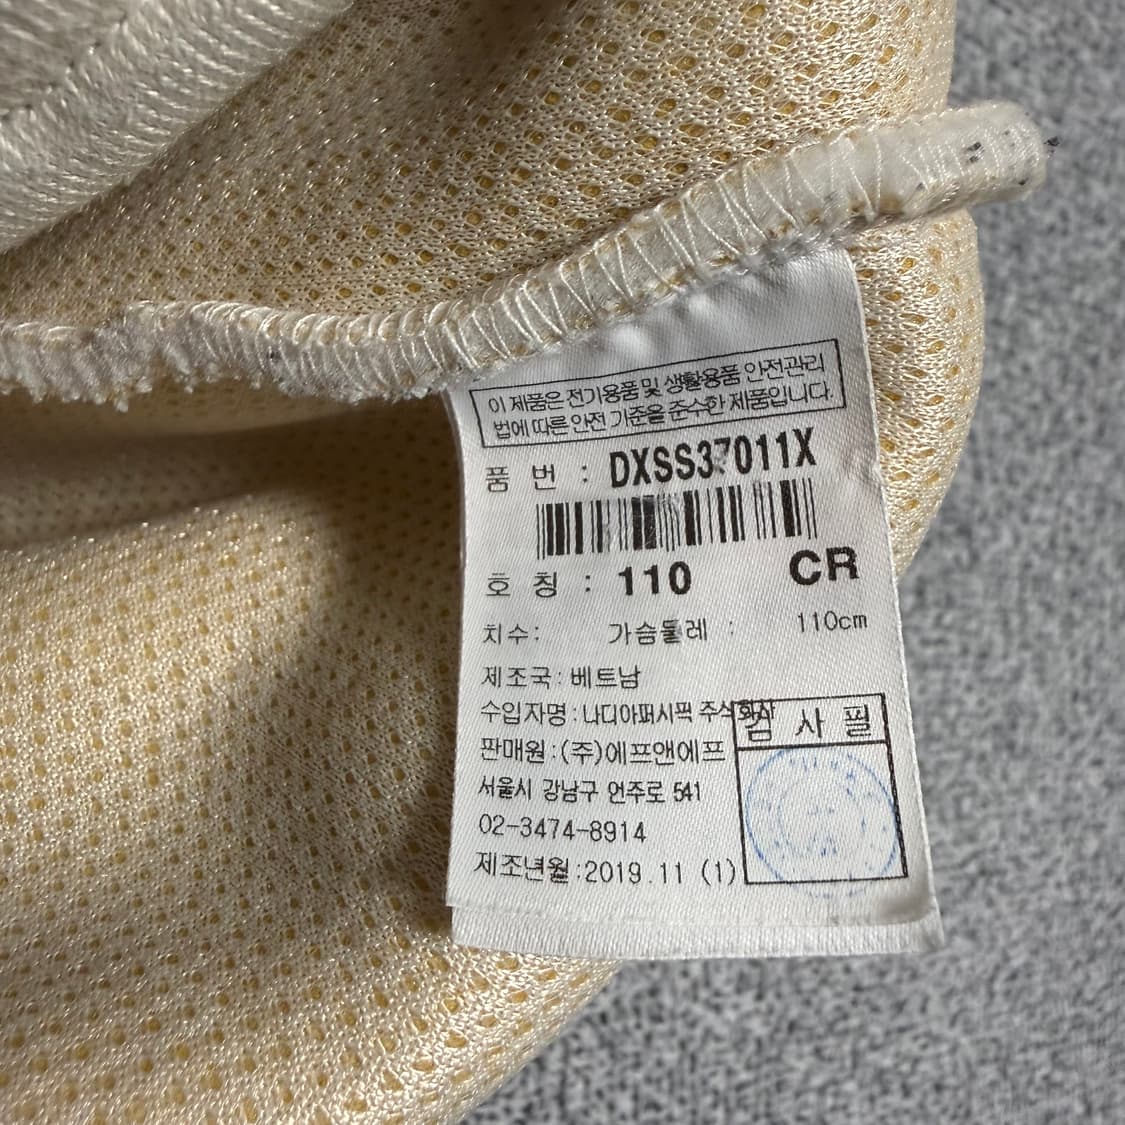 이 제품은 전기용품 및 생활용품 안전관리
법에 따른 안전 기준을 준수한 제품입니다.
품 번 : DXSS37011X
호 칭 : 110 CR
치수: 가슴둘레 : 110cm
제조국: 베트남
수입자명: 나디아퍼시픽 주식회사
검 사 필
판매원:(주)에프앤에프
서울시 강남구 언주로 541
02-3474-8914
제조년월:2019.11 (1)